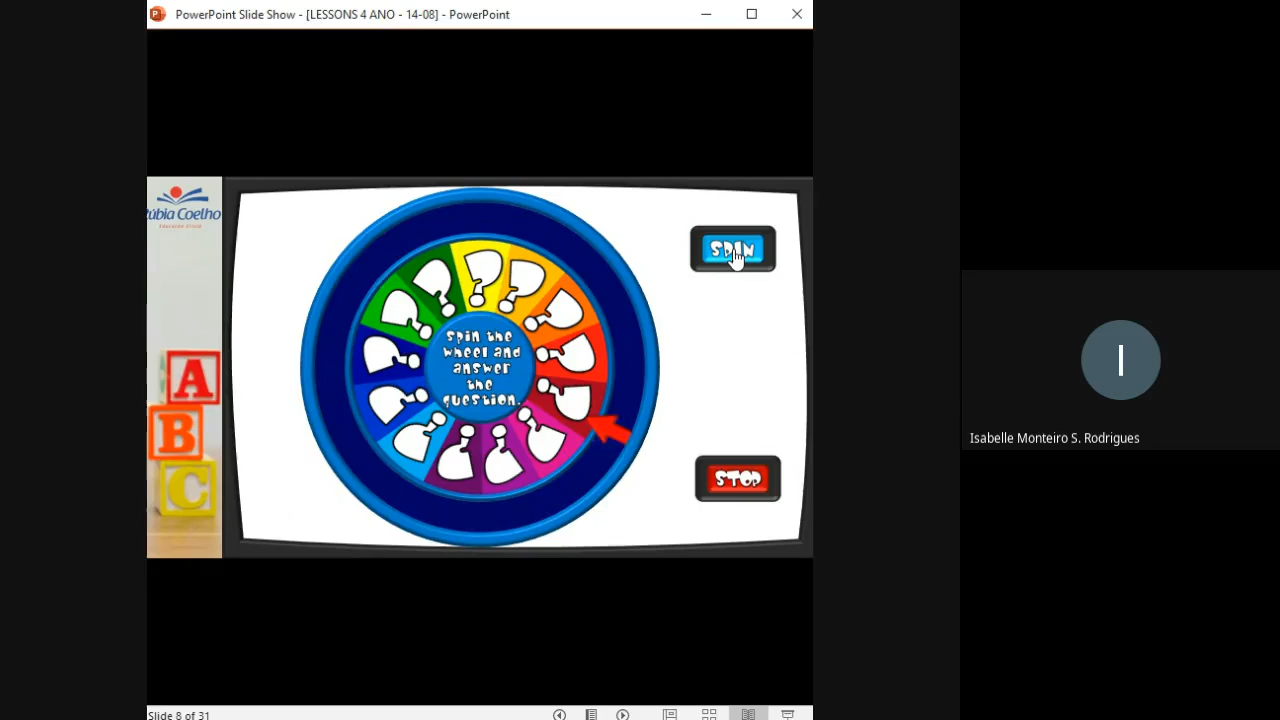 PowerPoint Slide Show - [LESSONS 4 ANO - 14-08] - PowerPoint
Rúbia Coelho
A
B
C
?
?
?
?
?
?
?
?
?
?
?
?
?
Spin the
wheel and
answer
the
question.
SPIN
STOP
I
Isabelle Monteiro S. Rodrigues
Slide 8 of 31